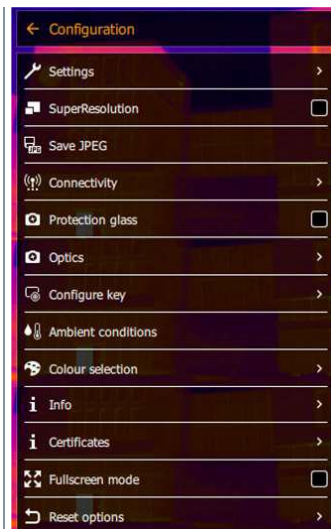 Configuration
Settings
SuperResolution
JPG
Save JPEG
Connectivity
Protection glass
Optics
Configure key
Ambient conditions
Colour selection
Info
Certificates
Fullscreen mode
Reset options